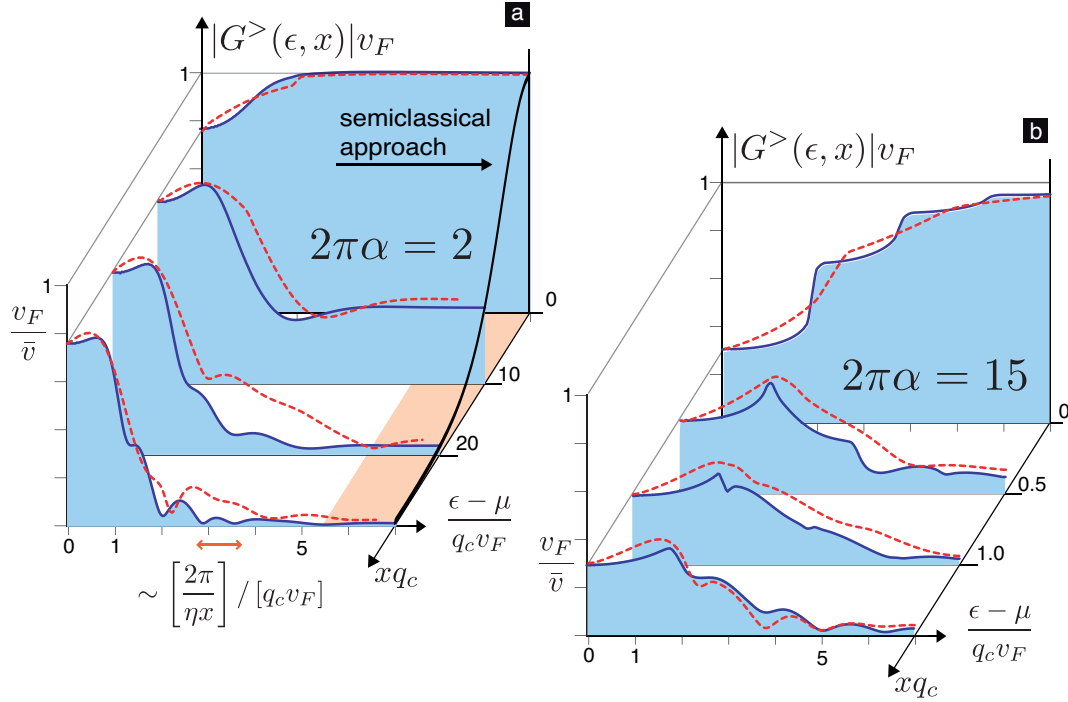 a
|G^>(ϵ, x)|v_F
1
semiclassical
approach
2πα = 2
0
10
20
1
v_F / v̄
0 1 5
ϵ − μ / q_c v_F
xq_c
∼ [2π / ηx] / [q_c v_F]
b
|G^>(ϵ, x)|v_F
1
2πα = 15
0
0.5
1.0
1
v_F / v̄
0 1 5
ϵ − μ / q_c v_F
xq_c